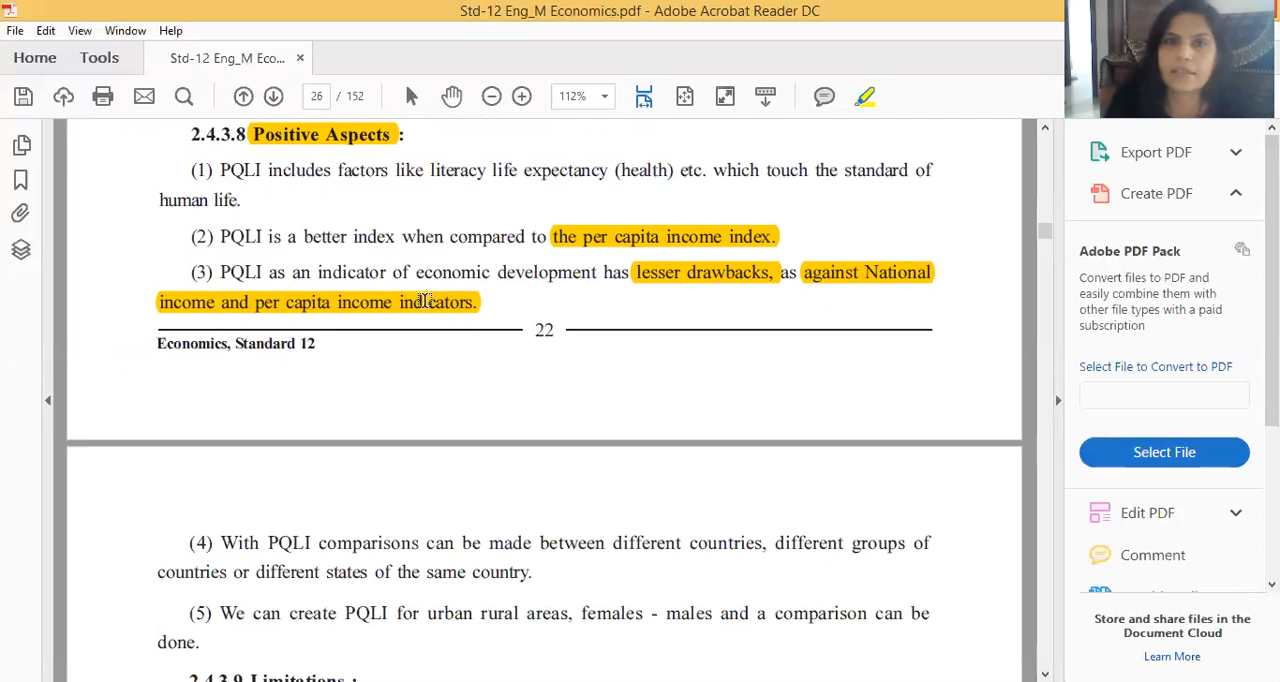 Std-12 Eng_M Economics.pdf - Adobe Acrobat Reader DC
File Edit View Window Help
Home Tools Std-12 Eng_M Eco... ×
26 / 152 112%
2.4.3.8 Positive Aspects :
(1) PQLI includes factors like literacy life expectancy (health) etc. which touch the standard of
human life.
(2) PQLI is a better index when compared to the per capita income index.
(3) PQLI as an indicator of economic development has lesser drawbacks, as against National
income and per capita income indicators.
22
Economics, Standard 12
(4) With PQLI comparisons can be made between different countries, different groups of
countries or different states of the same country.
(5) We can create PQLI for urban rural areas, females - males and a comparison can be
done.
2.4.3.9 Limitations :
Export PDF
Create PDF
Adobe PDF Pack
Convert files to PDF and
easily combine them with
other file types with a paid
subscription
Select File to Convert to PDF
Select File
Edit PDF
Comment
Store and share files in the
Document Cloud
Learn More